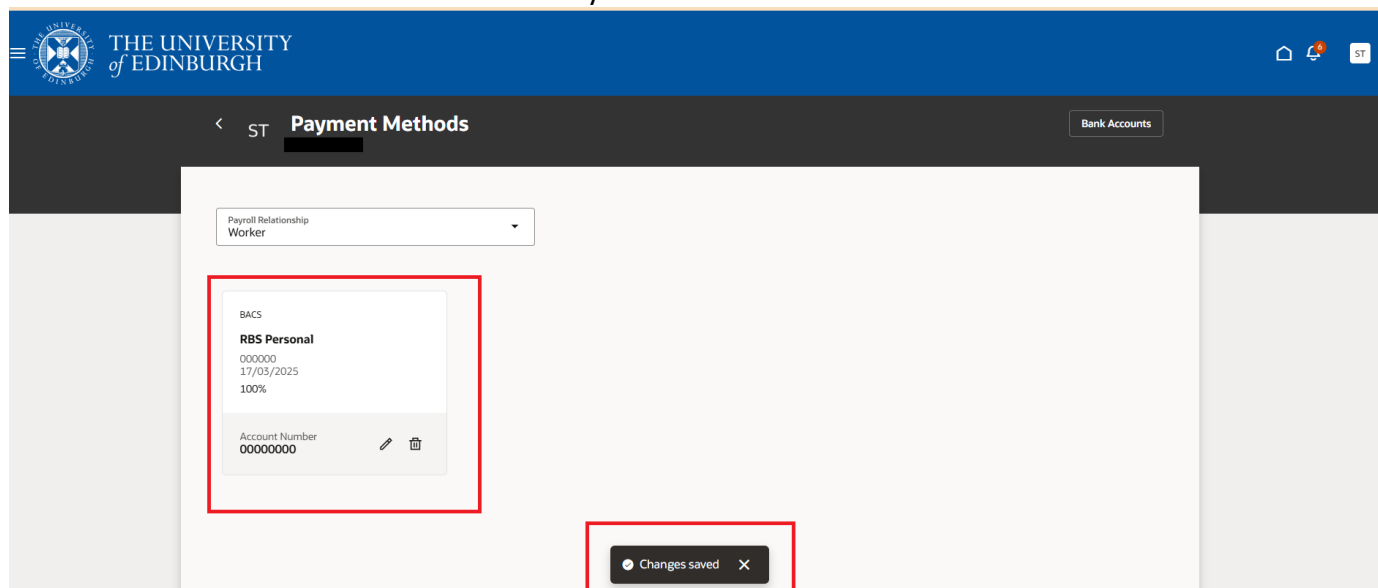 THE UNIVERSITY
of EDINBURGH
6
ST
ST Payment Methods
Bank Accounts
Payroll Relationship
Worker
BACS
RBS Personal
000000
17/03/2025
100%
Account Number
00000000
Changes saved